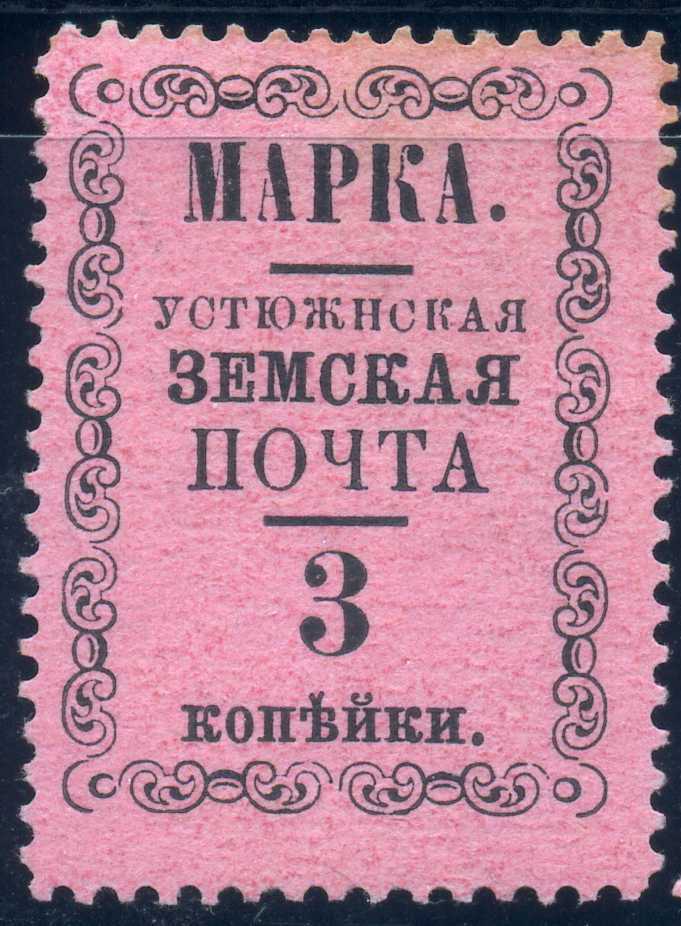 МАРКА.
УСТЮЖНСКАЯ
ЗЕМСКАЯ
ПОЧТА
3
копѣйки.